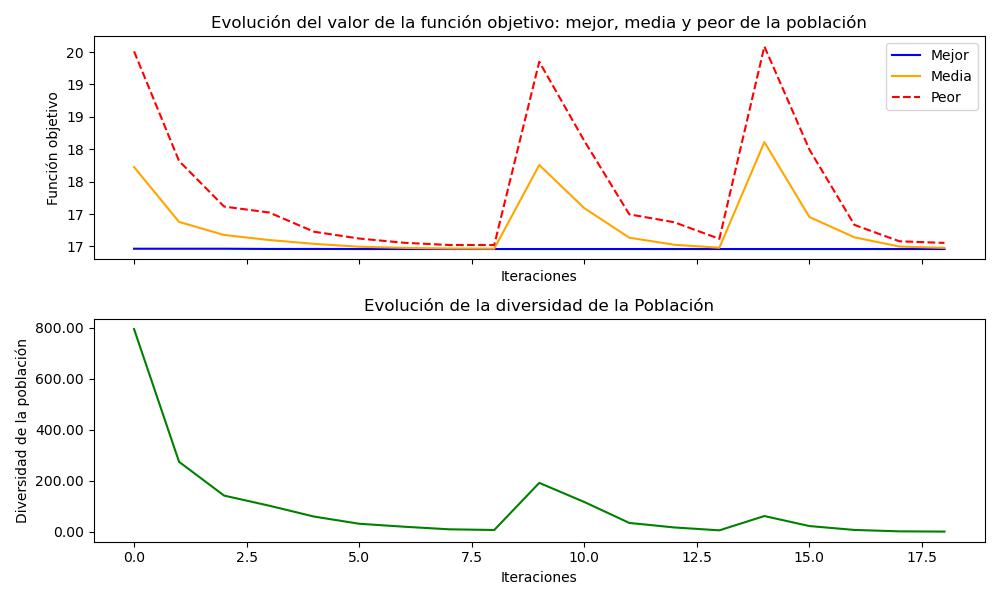 Evolución del valor de la función objetivo: mejor, media y peor de la población
Función objetivo
20
19
19
18
18
17
17
Mejor
Media
Peor
Iteraciones
Evolución de la diversidad de la Población
Diversidad de la población
800.00
600.00
400.00
200.00
0.00
0.0 2.5 5.0 7.5 10.0 12.5 15.0 17.5
Iteraciones